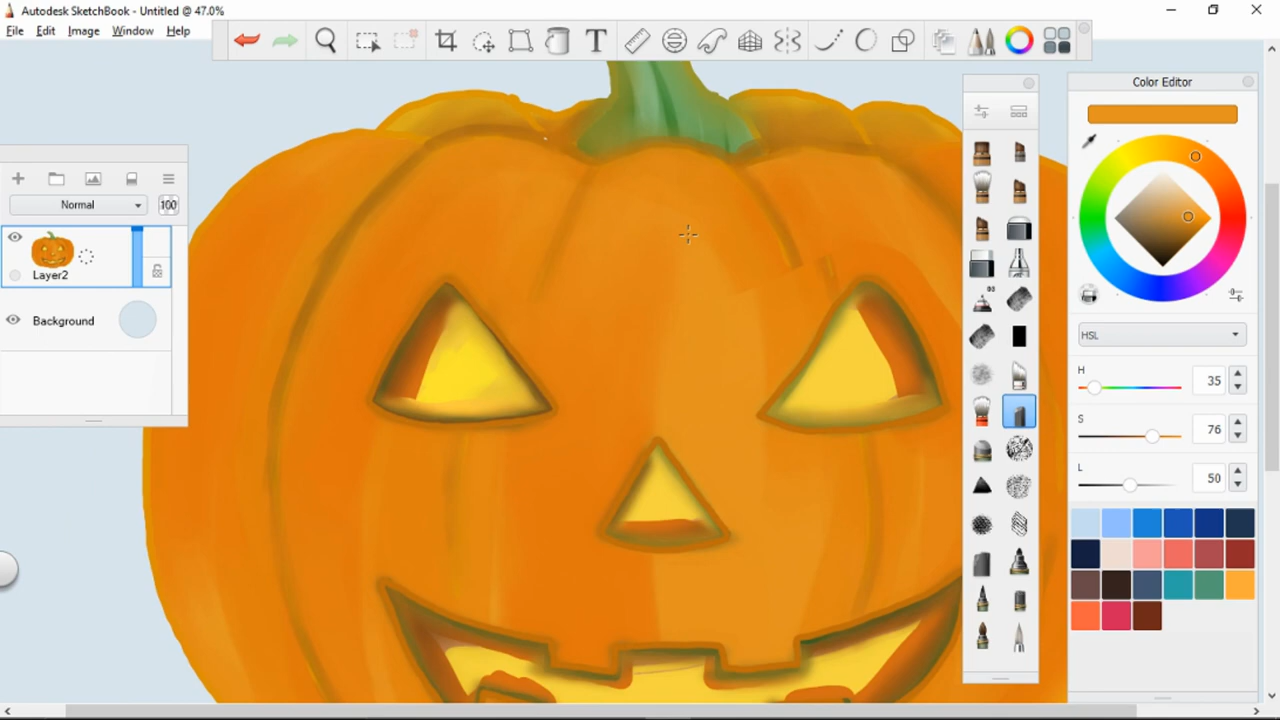 Autodesk SketchBook - Untitled @ 47.0%
File Edit Image Window Help
T
Color Editor
Normal 100
Layer2
Background
HSL
H 35
S 76
L 50